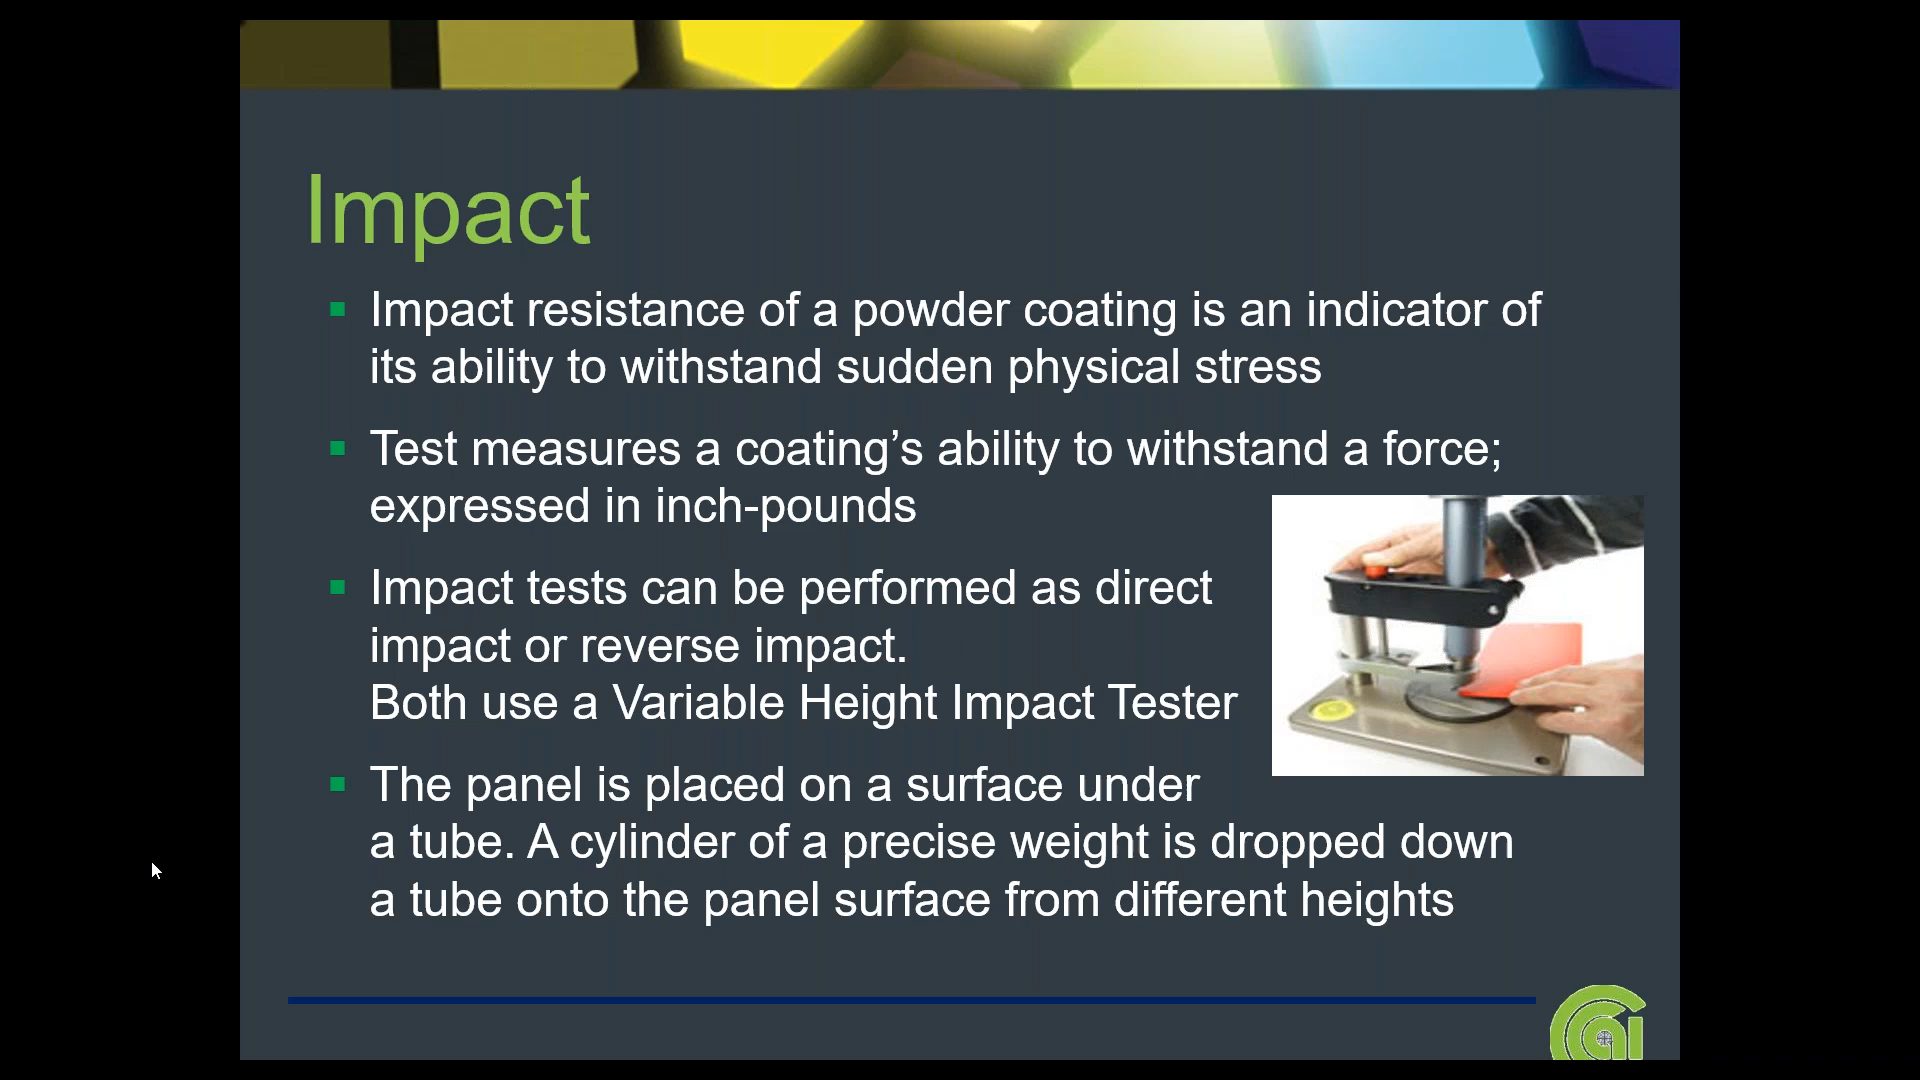 Impact
Impact resistance of a powder coating is an indicator of
its ability to withstand sudden physical stress
Test measures a coating’s ability to withstand a force;
expressed in inch-pounds
Impact tests can be performed as direct
impact or reverse impact.
Both use a Variable Height Impact Tester
The panel is placed on a surface under
a tube. A cylinder of a precise weight is dropped down
a tube onto the panel surface from different heights
ccai